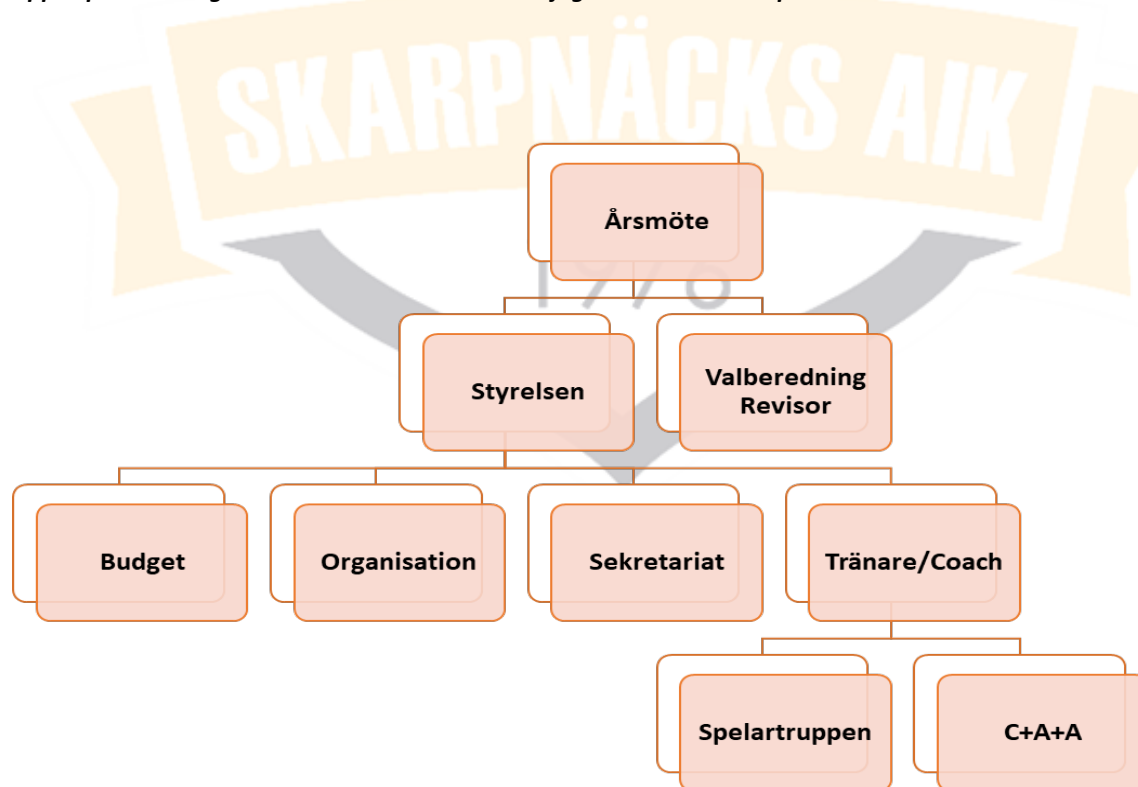 SKARPNÄCKS AIK
Årsmöte
1976
Styrelsen
Valberedning
Revisor
Budget
Organisation
Sekretariat
Tränare/Coach
Spelartruppen
C+A+A